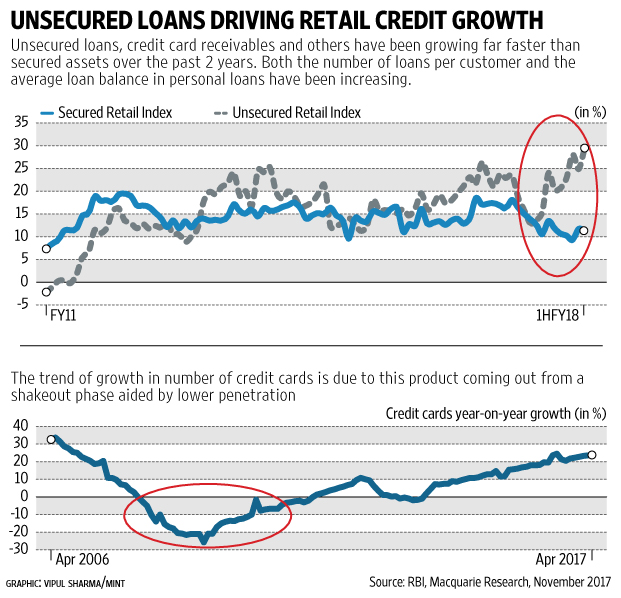 UNSECURED LOANS DRIVING RETAIL CREDIT GROWTH
Unsecured loans, credit card receivables and others have been growing far faster than
secured assets over the past 2 years. Both the number of loans per customer and the
average loan balance in personal loans have been increasing.
Secured Retail Index Unsecured Retail Index (in %)
35
30
25
20
15
10
5
0
-5
FY11 1HFY18
The trend of growth in number of credit cards is due to this product coming out from a
shakeout phase aided by lower penetration
Credit cards year-on-year growth (in %)
40
30
20
10
0
-10
-20
-30
Apr 2006 Apr 2017
GRAPHIC: VIPUL SHARMA/MINT Source: RBI, Macquarie Research, November 2017